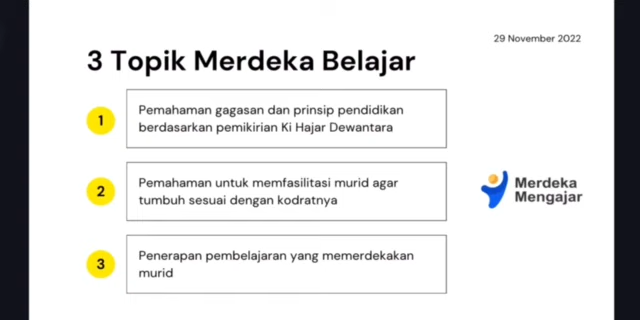 29 November 2022
3 Topik Merdeka Belajar
1
Pemahaman gagasan dan prinsip pendidikan
berdasarkan pemikirian Ki Hajar Dewantara
2
Pemahaman untuk memfasilitasi murid agar
tumbuh sesuai dengan kodratnya
3
Penerapan pembelajaran yang memerdekakan
murid
Merdeka
Mengajar